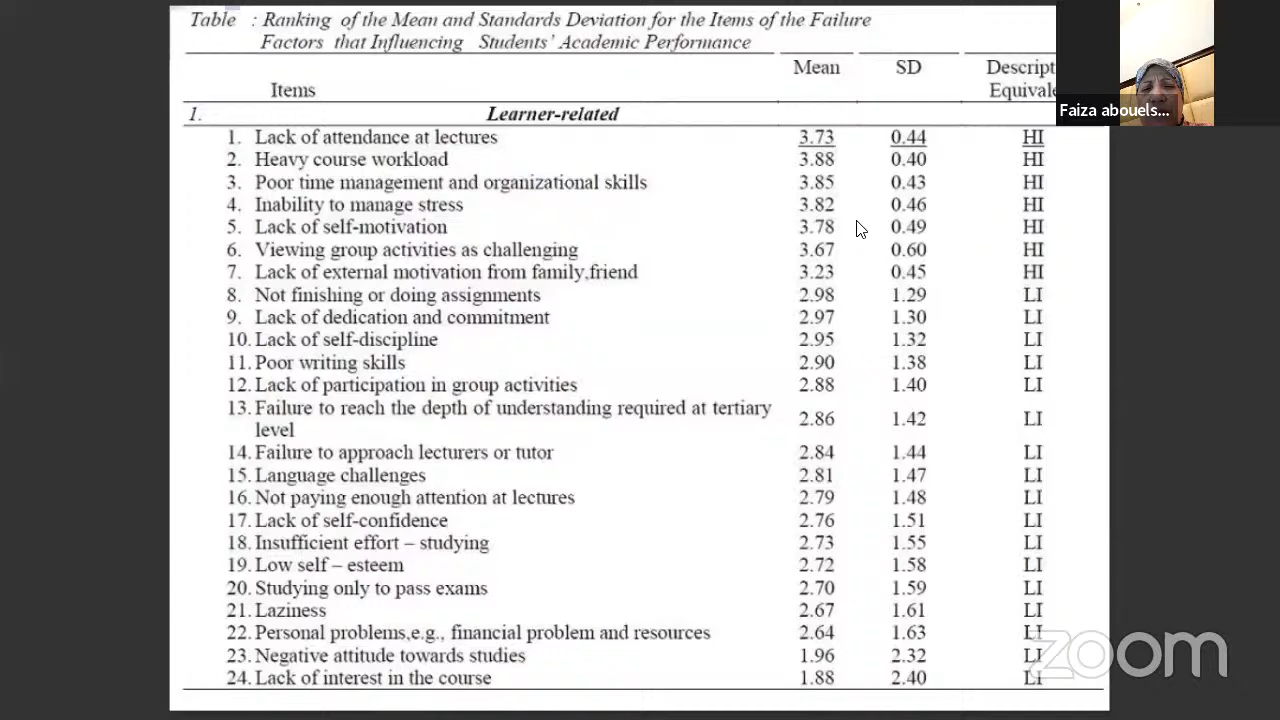 Table : Ranking of the Mean and Standards Deviation for the Items of the Failure
Factors that Influencing Students' Academic Performance
Mean SD Descript
Items Equivale
1. Learner-related
1. Lack of attendance at lectures 3.73 0.44 HI
2. Heavy course workload 3.88 0.40 HI
3. Poor time management and organizational skills 3.85 0.43 HI
4. Inability to manage stress 3.82 0.46 HI
5. Lack of self-motivation 3.78 0.49 HI
6. Viewing group activities as challenging 3.67 0.60 HI
7. Lack of external motivation from family,friend 3.23 0.45 HI
8. Not finishing or doing assignments 2.98 1.29 LI
9. Lack of dedication and commitment 2.97 1.30 LI
10. Lack of self-discipline 2.95 1.32 LI
11. Poor writing skills 2.90 1.38 LI
12. Lack of participation in group activities 2.88 1.40 LI
13. Failure to reach the depth of understanding required at tertiary
level 2.86 1.42 LI
14. Failure to approach lecturers or tutor 2.84 1.44 LI
15. Language challenges 2.81 1.47 LI
16. Not paying enough attention at lectures 2.79 1.48 LI
17. Lack of self-confidence 2.76 1.51 LI
18. Insufficient effort – studying 2.73 1.55 LI
19. Low self – esteem 2.72 1.58 LI
20. Studying only to pass exams 2.70 1.59 LI
21. Laziness 2.67 1.61 LI
22. Personal problems,e.g., financial problem and resources 2.64 1.63 LI
23. Negative attitude towards studies 1.96 2.32 LI
24. Lack of interest in the course 1.88 2.40 LI
Faiza abouels...
zoom